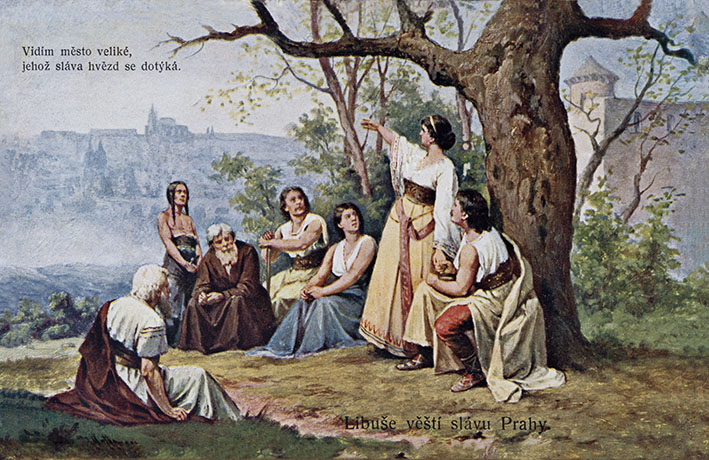 Vidím město veliké,
jehož sláva hvězd se dotýká.
Libuše věští slávu Prahy.